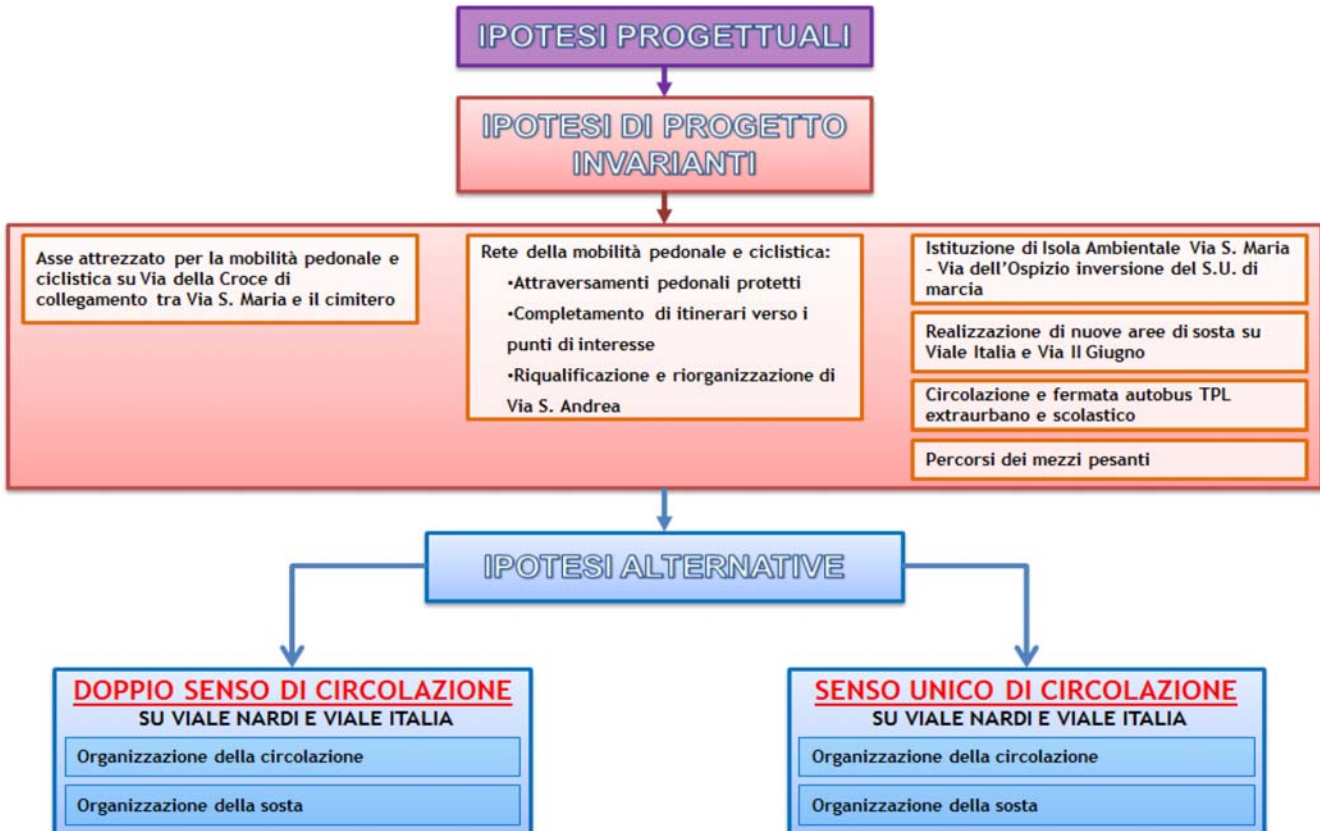 IPOTESI PROGETTUALI
IPOTESI DI PROGETTO
INVARIANTI
Asse attrezzato per la mobilità pedonale e
ciclistica su Via della Croce di
collegamento tra Via S. Maria e il cimitero
Rete della mobilità pedonale e ciclistica:
•Attraversamenti pedonali protetti
•Completamento di itinerari verso i
punti di interesse
•Riqualificazione e riorganizzazione di
Via S. Andrea
Istituzione di Isola Ambientale Via S. Maria
- Via dell'Ospizio inversione del S.U. di
marcia
Realizzazione di nuove aree di sosta su
Viale Italia e Via II Giugno
Circolazione e fermata autobus TPL
extraurbano e scolastico
Percorsi dei mezzi pesanti
IPOTESI ALTERNATIVE
DOPPIO SENSO DI CIRCOLAZIONE
SU VIALE NARDI E VIALE ITALIA
Organizzazione della circolazione
Organizzazione della sosta
SENSO UNICO DI CIRCOLAZIONE
SU VIALE NARDI E VIALE ITALIA
Organizzazione della circolazione
Organizzazione della sosta